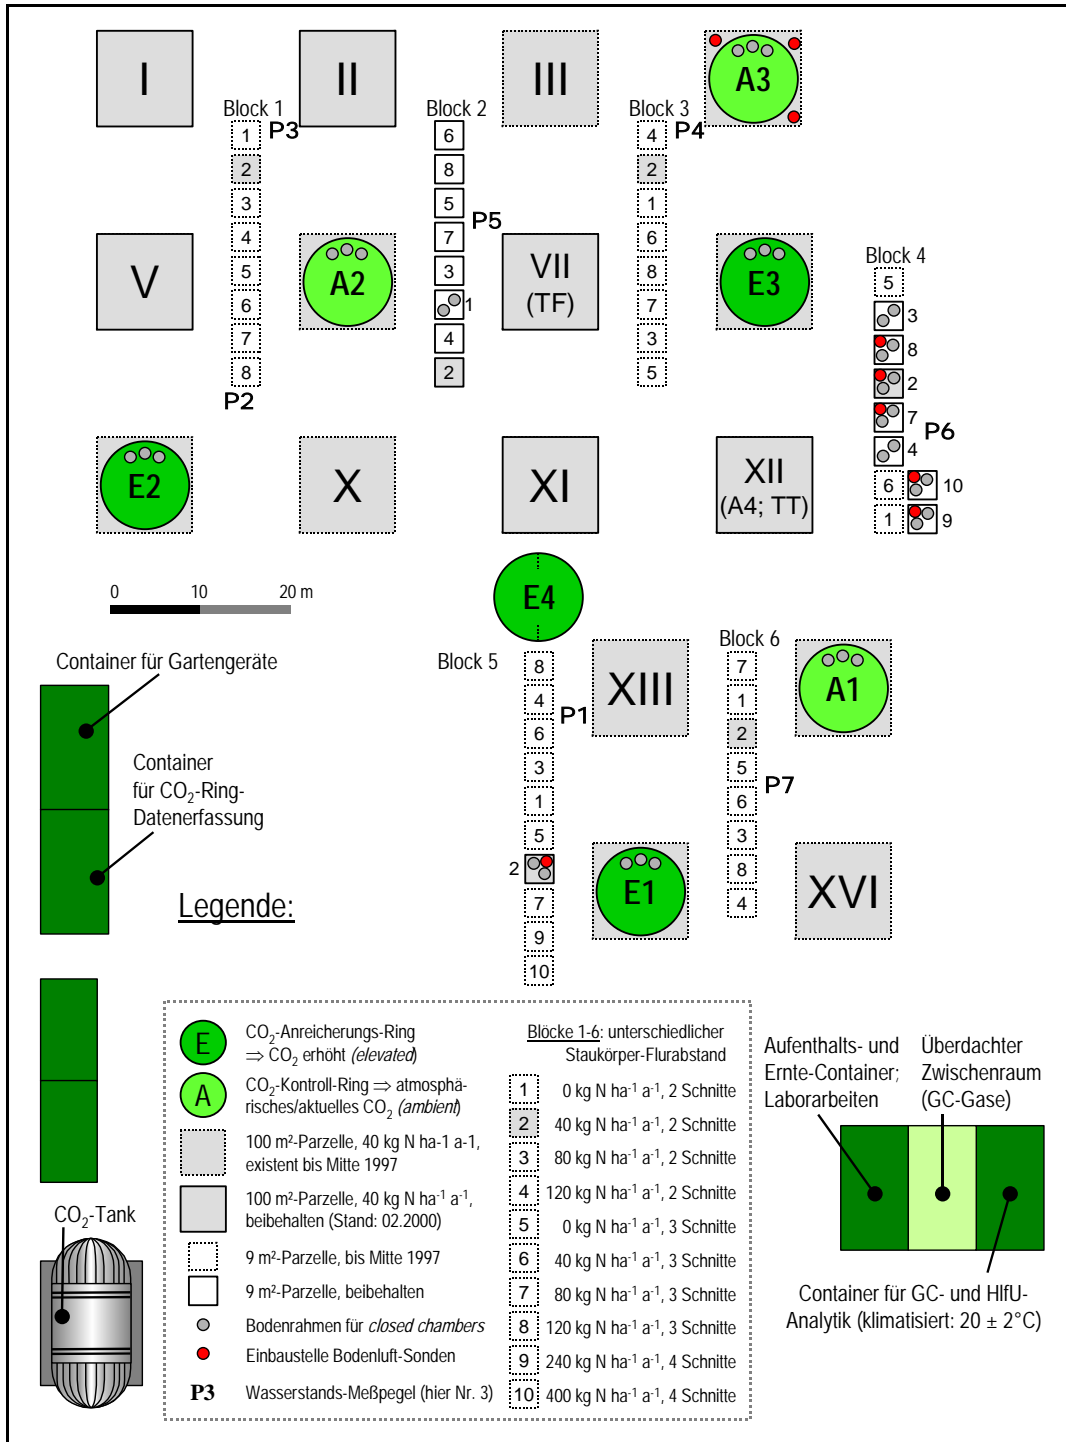 I
II
III
A3
Block 1
P3
Block 2
Block 3
P4
1
2
3
4
5
6
7
8
P2
6
8
5
7
3
1
4
2
P5
4
2
1
6
8
7
3
5
V
A2
VII
(TF)
E3
Block 4
5
3
8
2
7
4
6
10
1
9
P6
E2
X
XI
XII
(A4; TT)
0 10 20 m
E4
Container für Gartengeräte
Container
für CO₂-Ring-
Datenerfassung
Block 5
8
4
6
3
1
5
2
7
9
10
P1
XIII
Block 6
7
1
2
5
6
3
8
4
P7
A1
E1
XVI
Legende:
E
CO₂-Anreicherungs-Ring
⇒ CO₂ erhöht (elevated)
A
CO₂-Kontroll-Ring ⇒ atmosphä-
risches/aktuelles CO₂ (ambient)
100 m²-Parzelle, 40 kg N ha-1 a-1,
existent bis Mitte 1997
100 m²-Parzelle, 40 kg N ha⁻¹ a⁻¹,
beibehalten (Stand: 02.2000)
9 m²-Parzelle, bis Mitte 1997
9 m²-Parzelle, beibehalten
Bodenrahmen für closed chambers
Einbaustelle Bodenluft-Sonden
P3 Wasserstands-Meßpegel (hier Nr. 3)
Blöcke 1-6: unterschiedlicher
Staukörper-Flurabstand
1 0 kg N ha⁻¹ a⁻¹, 2 Schnitte
2 40 kg N ha⁻¹ a⁻¹, 2 Schnitte
3 80 kg N ha⁻¹ a⁻¹, 2 Schnitte
4 120 kg N ha⁻¹ a⁻¹, 2 Schnitte
5 0 kg N ha⁻¹ a⁻¹, 3 Schnitte
6 40 kg N ha⁻¹ a⁻¹, 3 Schnitte
7 80 kg N ha⁻¹ a⁻¹, 3 Schnitte
8 120 kg N ha⁻¹ a⁻¹, 3 Schnitte
9 240 kg N ha⁻¹ a⁻¹, 4 Schnitte
10 400 kg N ha⁻¹ a⁻¹, 4 Schnitte
CO₂-Tank
Aufenthalts- und
Ernte-Container;
Laborarbeiten
Überdachter
Zwischenraum
(GC-Gase)
Container für GC- und HIfU-
Analytik (klimatisiert: 20 ± 2°C)